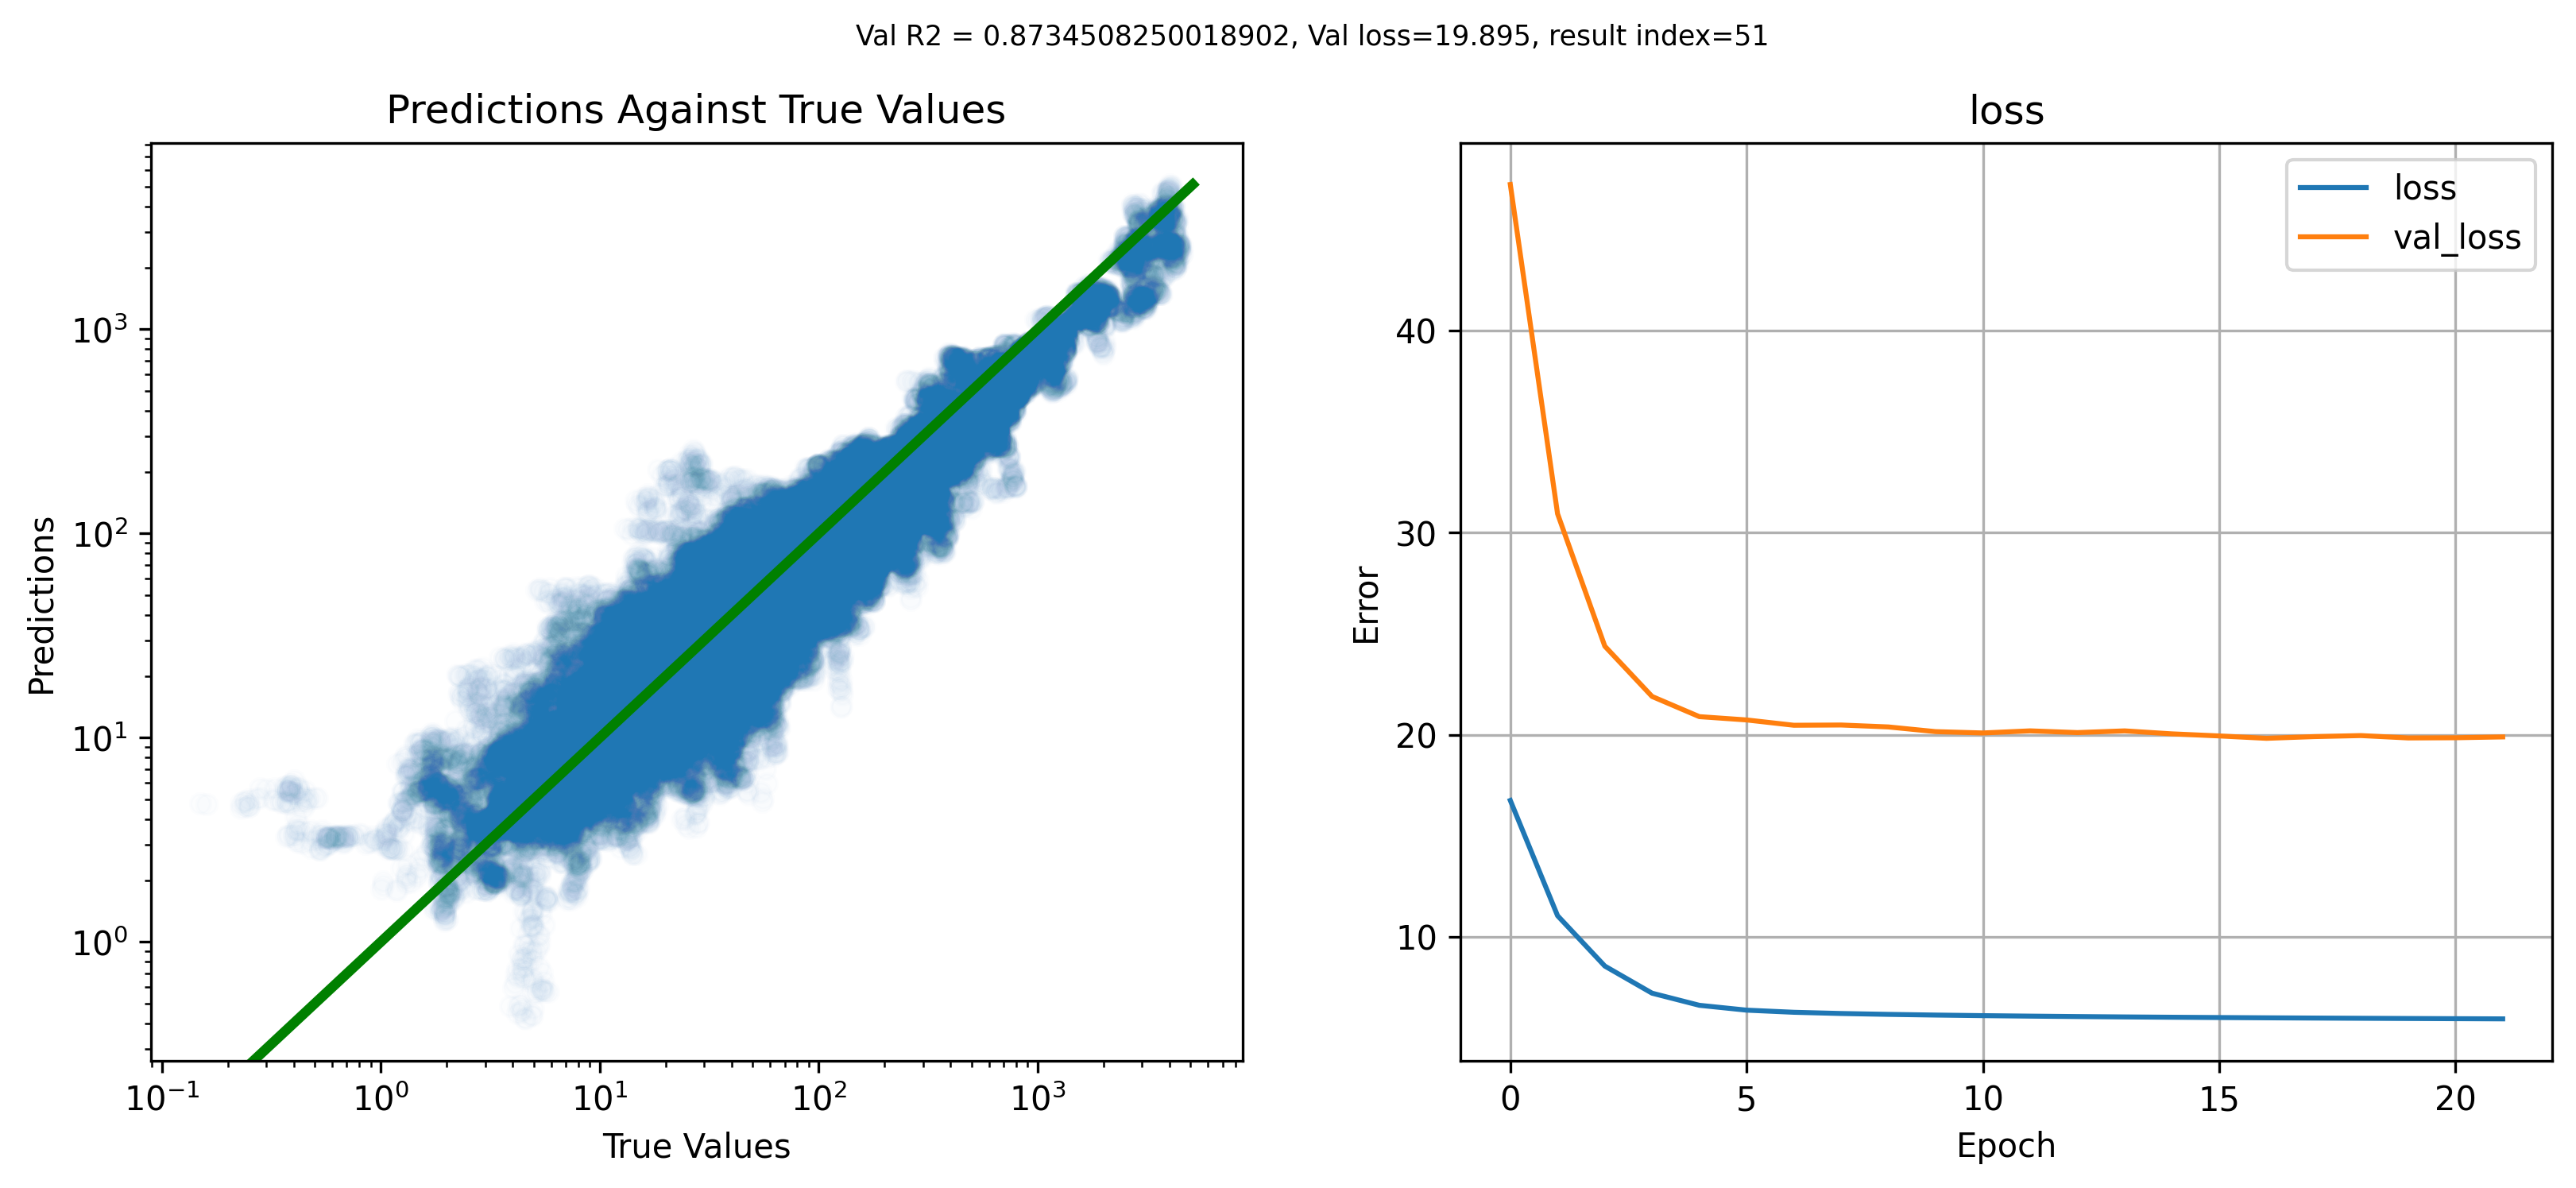 Val R2 = 0.8734508250018902, Val loss=19.895, result index=51
Predictions Against True Values
Predictions
10³
10²
10¹
10⁰
10⁻¹ 10⁰ 10¹ 10² 10³
True Values
loss
loss
val_loss
Error
40
30
20
10
0 5 10 15 20
Epoch